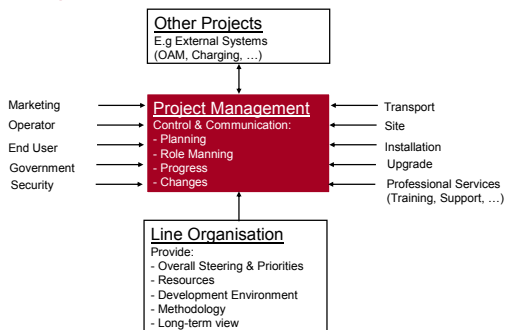 Other Projects
E.g External Systems
(OAM, Charging, …)
Marketing
Operator
End User
Government
Security
Project Management
Control & Communication:
- Planning
- Role Manning
- Progress
- Changes
Transport
Site
Installation
Upgrade
Professional Services
(Training, Support, …)
Line Organisation
Provide:
- Overall Steering & Priorities
- Resources
- Development Environment
- Methodology
- Long-term view